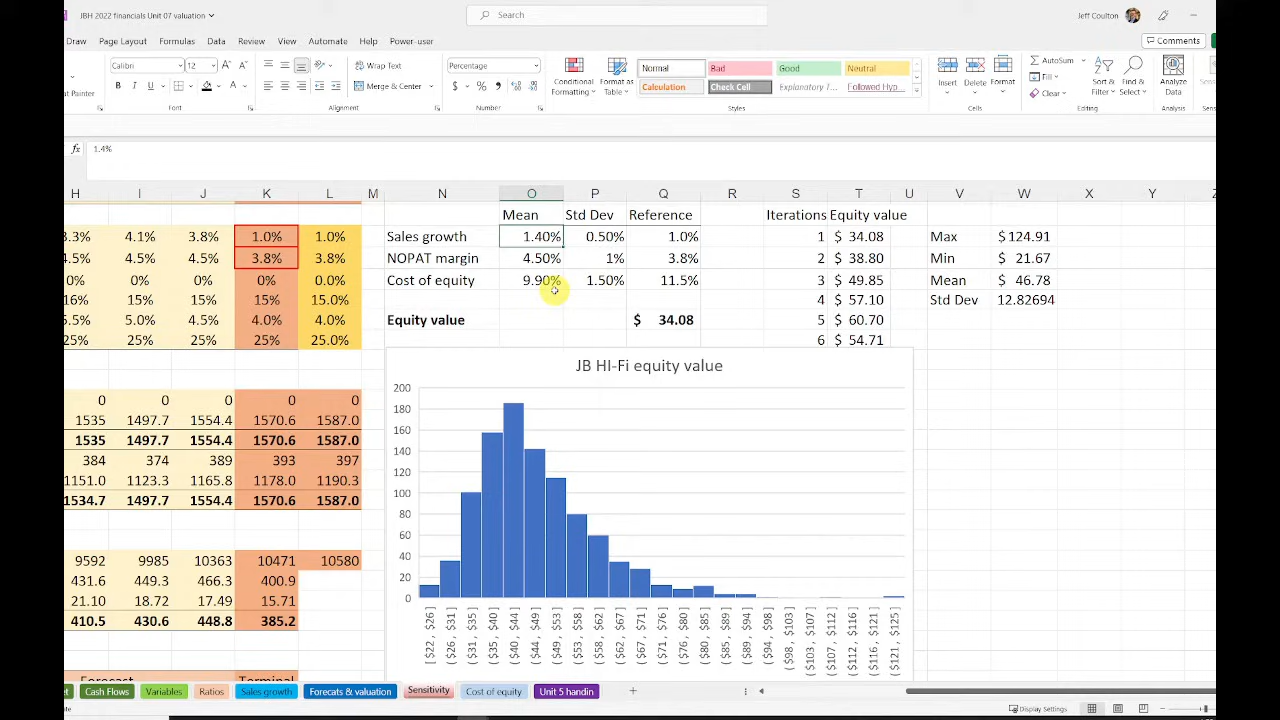 JBH 2022 financials Unit 07 valuation
Search
Jeff Coulton
Draw Page Layout Formulas Data Review View Automate Help Power-user
Comments
Calibri 12 Wrap Text Percentage Conditional Formatting Format as Table Normal Bad Good Neutral Insert Delete Format AutoSum Sort & Filter Find & Select Analyze Data
at Painter Merge & Center Calculation Check Cell Explanatory T... Followed Hyp... Fill Clear
Font Alignment Number Styles Cells Editing Analysis
fx 1.4%
H I J K L M N O P Q R S T U V W X Y Z
Mean Std Dev Reference Iterations Equity value
3.3% 4.1% 3.8% 1.0% 1.0% Sales growth 1.40% 0.50% 1.0% 1 $ 34.08 Max $124.91
4.5% 4.5% 4.5% 3.8% 3.8% NOPAT margin 4.50% 1% 3.8% 2 $ 38.80 Min $ 21.67
0% 0% 0% 0% 0.0% Cost of equity 9.90% 1.50% 11.5% 3 $ 49.85 Mean $ 46.78
16% 15% 15% 15% 15.0% 4 $ 57.10 Std Dev 12.82694
5.5% 5.0% 4.5% 4.0% 4.0% Equity value $ 34.08 5 $ 60.70
25% 25% 25% 25% 25.0% 6 $ 54.71
JB HI-Fi equity value
200
180
160
140
120
100
80
60
40
20
0
[ $22 , $26 ] ( $26 , $31 ] ( $31 , $35 ] ( $35 , $40 ] ( $40 , $44 ] ( $44 , $49 ] ( $49 , $53 ] ( $53 , $58 ] ( $58 , $62 ] ( $62 , $67 ] ( $67 , $71 ] ( $71 , $76 ] ( $76 , $80 ] ( $80 , $85 ] ( $85 , $89 ] ( $89 , $94 ] ( $94 , $98 ] ( $98 , $103 ] ( $103 , $107 ] ( $107 , $112 ] ( $112 , $116 ] ( $116 , $121 ] ( $121 , $125 ]
0 0 0 0 0
1535 1497.7 1554.4 1570.6 1587.0
1535 1497.7 1554.4 1570.6 1587.0
384 374 389 393 397
1151.0 1123.3 1165.8 1178.0 1190.3
1534.7 1497.7 1554.4 1570.6 1587.0
9592 9985 10363 10471 10580
431.6 449.3 466.3 400.9
21.10 18.72 17.49 15.71
410.5 430.6 448.8 385.2
Forecast Terminal
Cash Flows Variables Ratios Sales growth Forecats & valuation Sensitivity Cost of equity Unit 5 handin
Display Settings